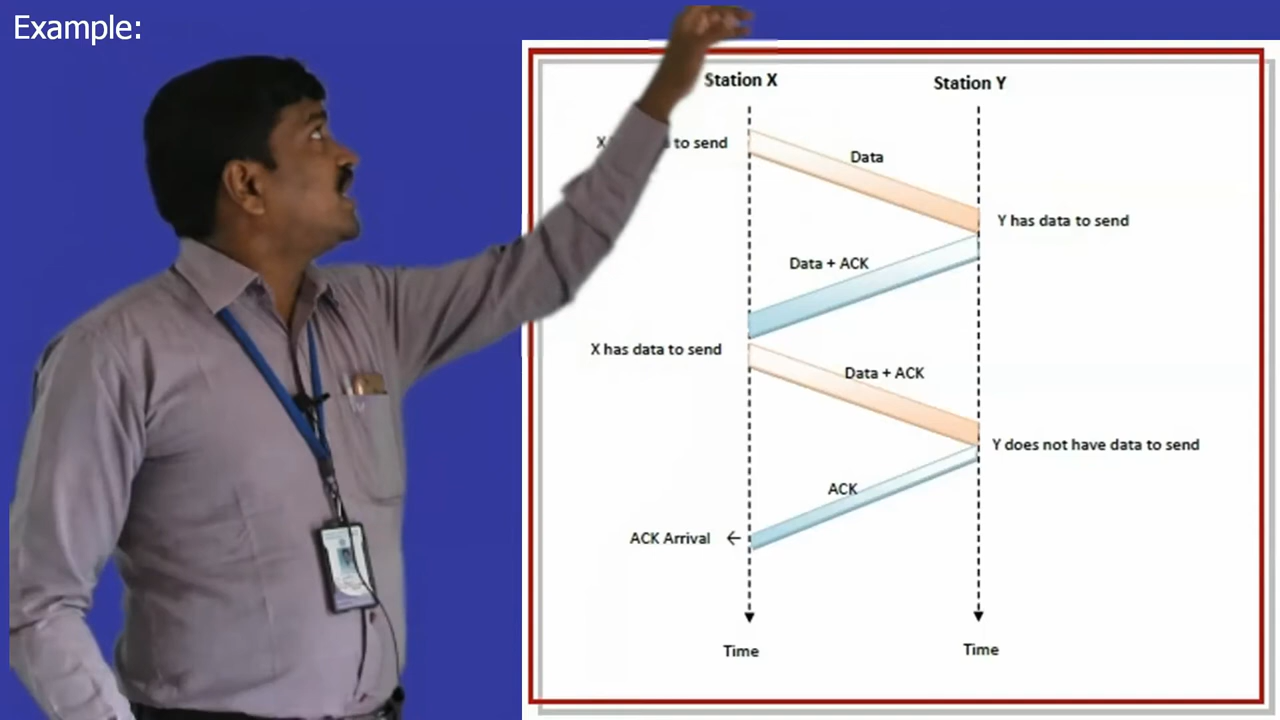 Example:
Station X
Station Y
X to send
Data
Y has data to send
Data + ACK
X has data to send
Data + ACK
Y does not have data to send
ACK
ACK Arrival ←
Time
Time